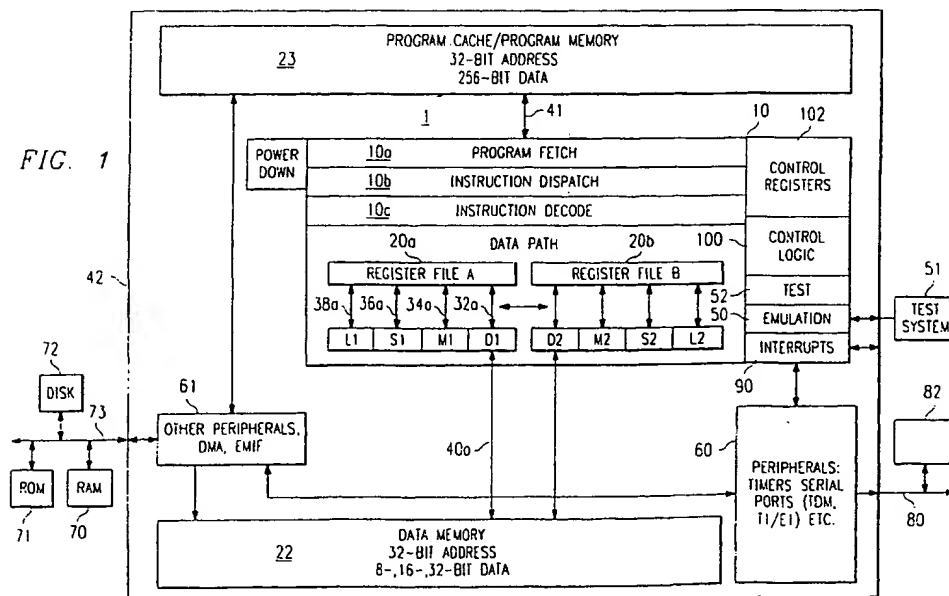 PROGRAM CACHE/PROGRAM MEMORY
32-BIT ADDRESS
256-BIT DATA
23
1
41
10
102
FIG. 1
POWER
DOWN
10a PROGRAM FETCH
10b INSTRUCTION DISPATCH
10c INSTRUCTION DECODE
CONTROL
REGISTERS
DATA PATH
20a
20b
100
CONTROL
LOGIC
REGISTER FILE A
REGISTER FILE B
42
38a
36a
34a
32a
52
TEST
50
EMULATION
INTERRUPTS
51
TEST
SYSTEM
L1
S1
M1
D1
D2
M2
S2
L2
90
72
DISK
73
61
OTHER PERIPHERALS,
DMA, EMIF
40a
60
82
ROM
RAM
71
70
PERIPHERALS:
TIMERS SERIAL
PORTS (TDM,
T1/E1) ETC.
80
DATA MEMORY
22
32-BIT ADDRESS
8-,16-,32-BIT DATA